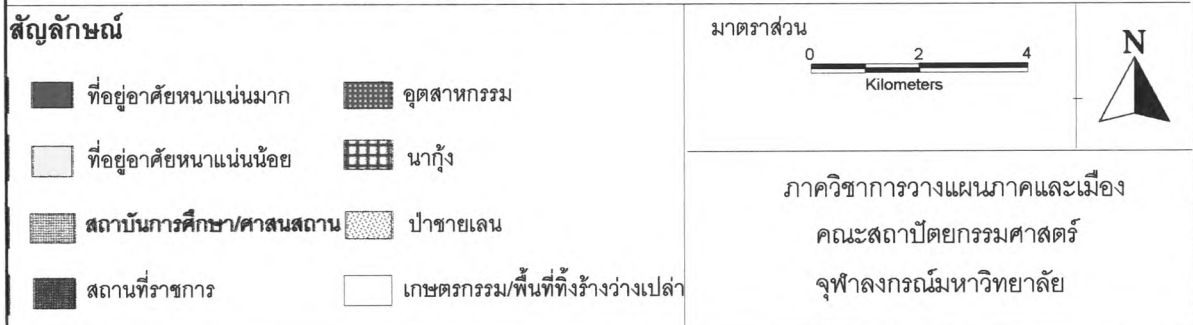 สัญลักษณ์
ที่อยู่อาศัยหนาแน่นมาก
ที่อยู่อาศัยหนาแน่นน้อย
สถาบันการศึกษา/ศาสนสถาน
สถานที่ราชการ
อุตสาหกรรม
นากุ้ง
ป่าชายเลน
เกษตรกรรม/พื้นที่ทิ้งร้างว่างเปล่า
มาตราส่วน
0 2 4
Kilometers
N
ภาควิชาการวางแผนภาคและเมือง
คณะสถาปัตยกรรมศาสตร์
จุฬาลงกรณ์มหาวิทยาลัย